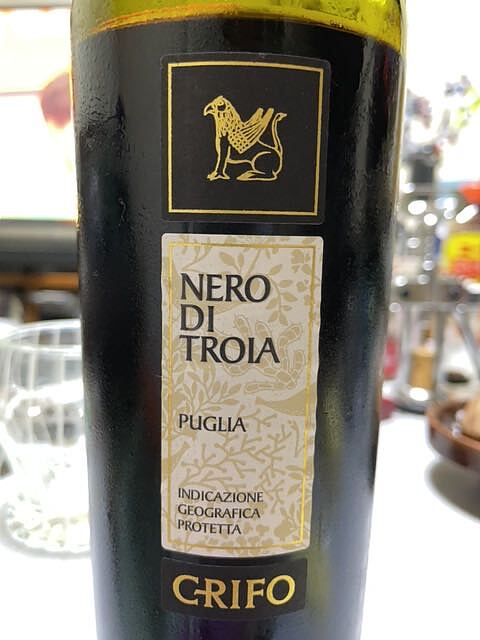 NERO
DI
TROIA
PUGLIA
INDICAZIONE
GEOGRAFICA
PROTETTA
GRIFO